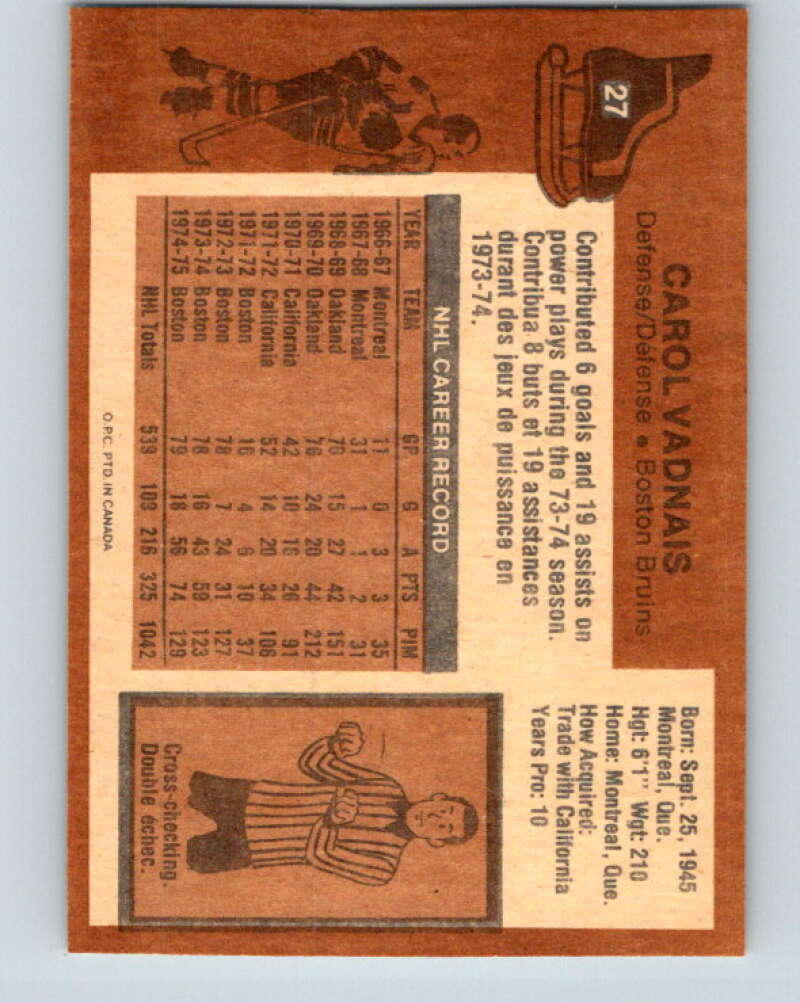 27
CAROL VADNAIS
Defense/Défense • Boston Bruins
Contributed 6 goals and 19 assists on
power plays during the 73-74 season.
Contribua 8 buts et 19 assistances
durant des jeux de puissance en
1973-74.
NHL CAREER RECORD
YEAR TEAM GP G A PTS PIM
1966-67 Montreal 11 0 3 3 35
1967-68 Montreal 31 1 1 2 31
1968-69 Oakland 76 15 27 42 151
1969-70 Oakland 76 24 20 44 212
1970-71 California 42 10 16 26 91
1971-72 California 52 14 20 34 106
1971-72 Boston 16 4 6 10 37
1972-73 Boston 78 7 24 31 127
1973-74 Boston 78 16 43 59 123
1974-75 Boston 79 18 56 74 129
NHL Totals 539 109 216 325 1042
O.P.C. PTD. IN CANADA
Born: Sept. 25, 1945
Montreal, Que.
Hgt: 6'1" Wgt: 210
Home: Montreal, Que.
How Acquired:
Trade with California
Years Pro: 10
Cross-checking.
Double échec.